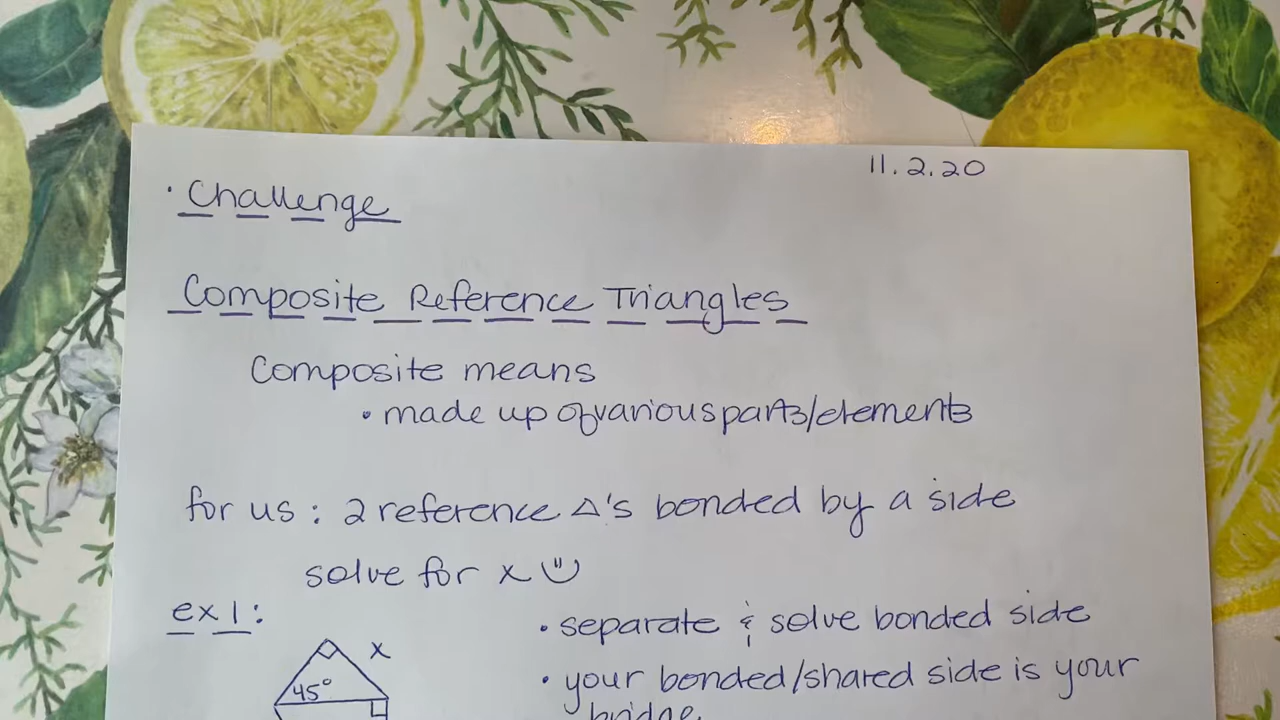 11.2.20
· Challenge
Composite Reference Triangles
Composite means
• made up of various parts/elements
for us : 2 reference △'s bonded by a side
solve for x
ex 1:
• separate & solve bonded side
x
45°
• your bonded/shared side is your
bridge